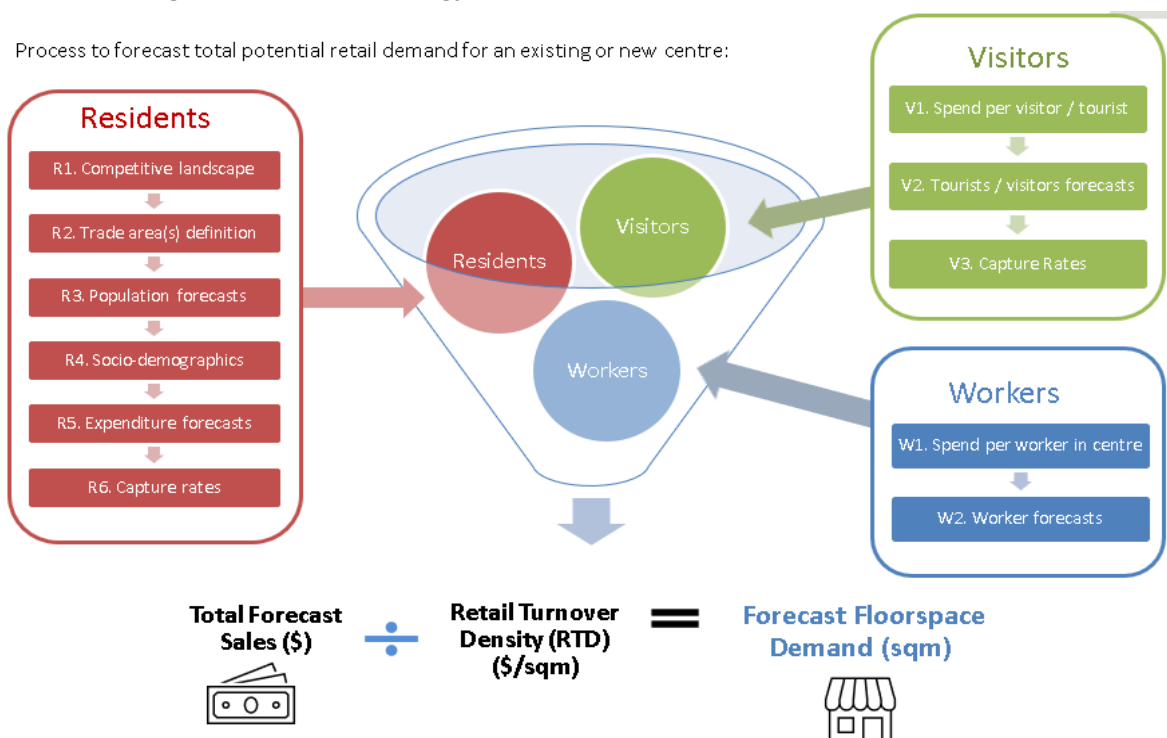 Process to forecast total potential retail demand for an existing or new centre:
Residents
R1. Competitive landscape
R2. Trade area(s) definition
R3. Population forecasts
R4. Socio-demographics
R5. Expenditure forecasts
R6. Capture rates
Residents
Visitors
Workers
Visitors
V1. Spend per visitor / tourist
V2. Tourists / visitors forecasts
V3. Capture Rates
Workers
W1. Spend per worker in centre
W2. Worker forecasts
Total Forecast
Sales ($)
÷
Retail Turnover
Density (RTD)
($/sqm)
=
Forecast Floorspace
Demand (sqm)